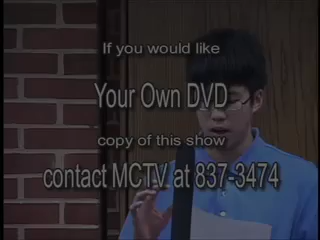 If you would like
Your Own DVD
copy of this show
contact MCTV at 837-3474